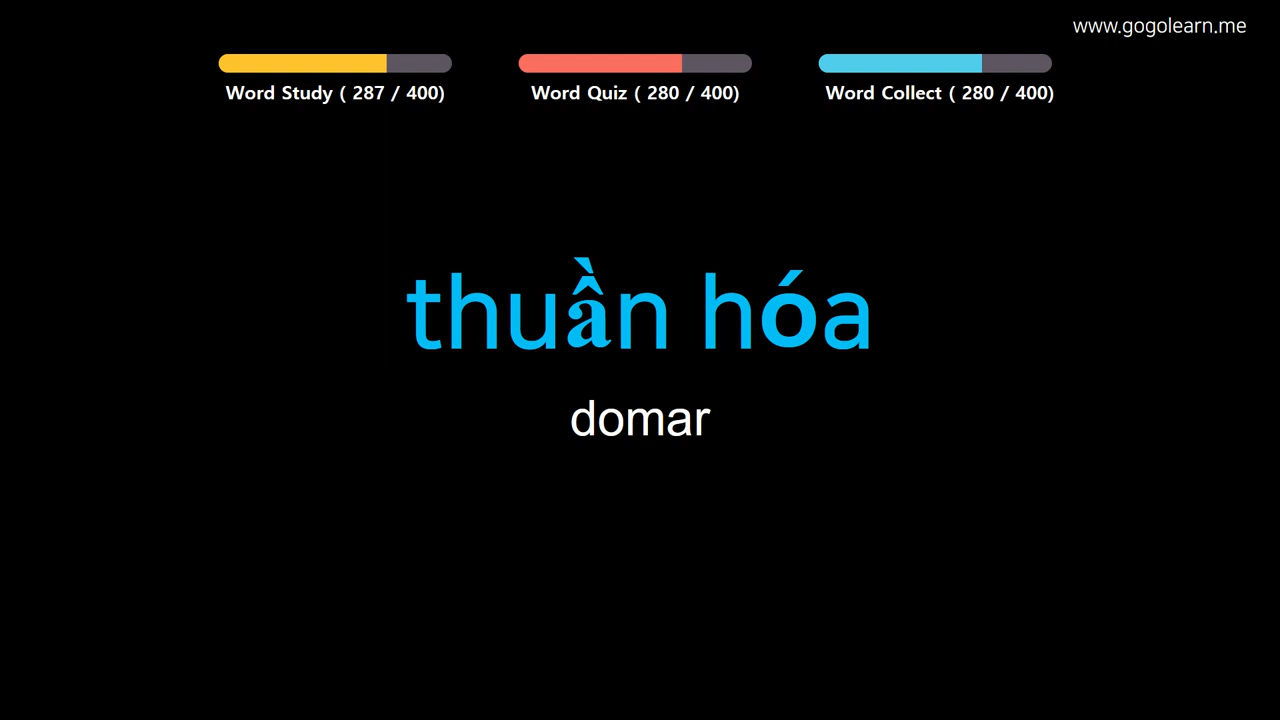 www.gogolearn.me
Word Study ( 287 / 400)
Word Quiz ( 280 / 400)
Word Collect ( 280 / 400)
thuần hóa
domar